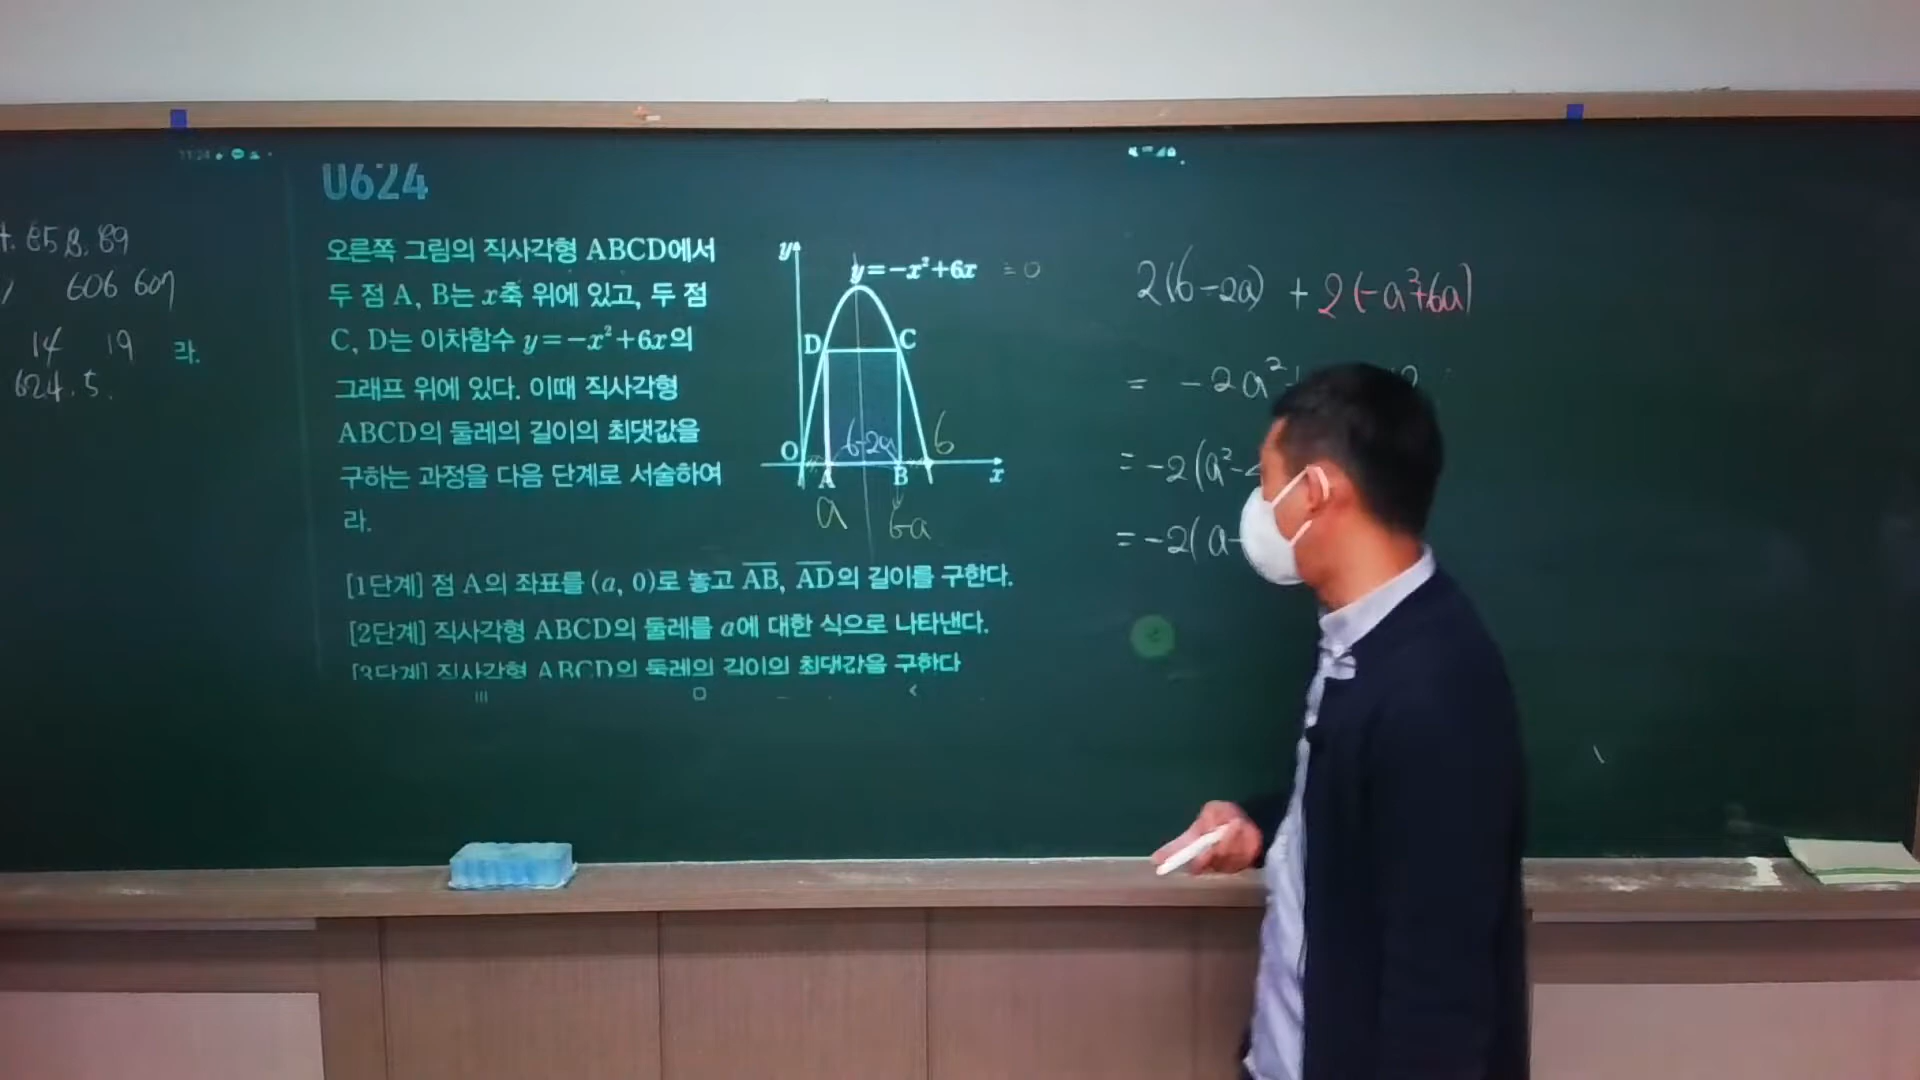 11:24
0624
오른쪽 그림의 직사각형 ABCD에서
두 점 A, B는 x축 위에 있고, 두 점
C, D는 이차함수 y=-x²+6x의
그래프 위에 있다. 이때 직사각형
ABCD의 둘레의 길이의 최댓값을
구하는 과정을 다음 단계로 서술하여
라.
[1단계] 점 A의 좌표를 (a, 0)로 놓고 AB, AD의 길이를 구한다.
[2단계] 직사각형 ABCD의 둘레를 a에 대한 식으로 나타낸다.
[3단계] 직사각형 ABCD의 둘레의 길이의 최댓값을 구한다
y
y=-x²+6x = 0
D C
6-2a 6
O A B x
a 6-a
89
606 607
14 19 라.
624. 5.
2(6-2a) + 2(-a²+6a)
= -2a²+
= -2(a²-
= -2(a-